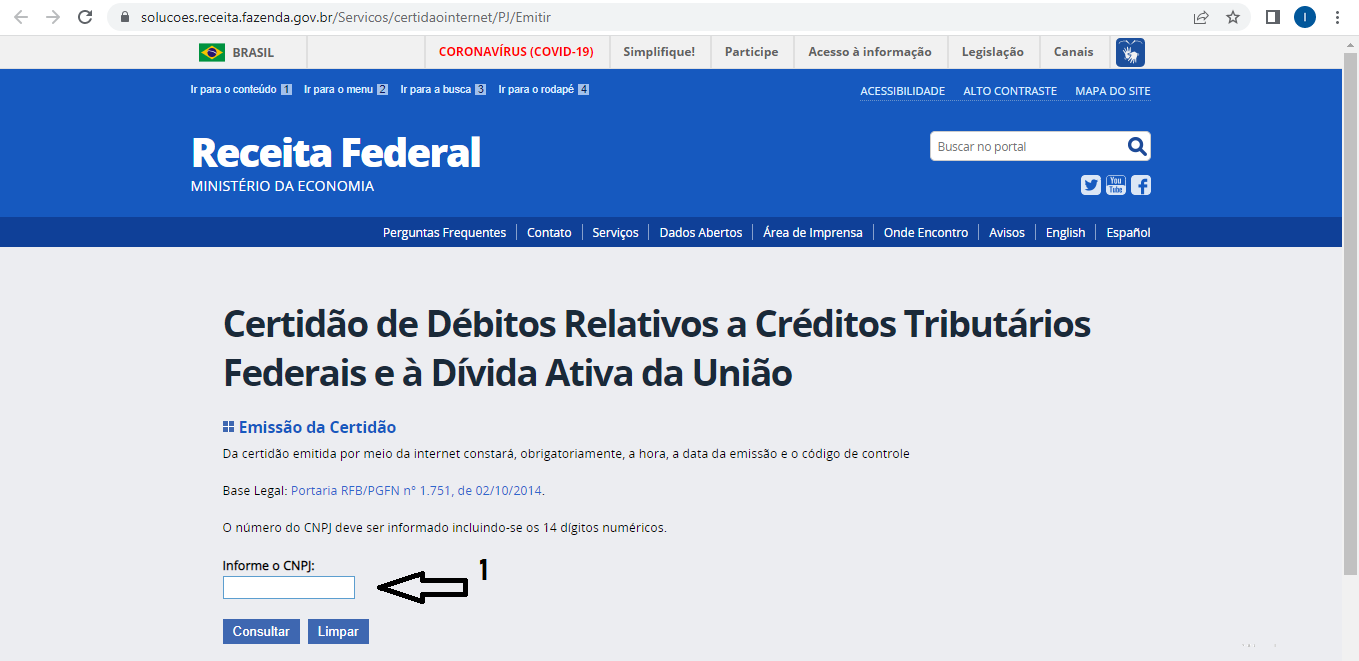 solucoes.receita.fazenda.gov.br/Servicos/certidaointernet/PJ/Emitir
I
BRASIL CORONAVÍRUS (COVID-19) Simplifique! Participe Acesso à informação Legislação Canais
Ir para o conteúdo 1 Ir para o menu 2 Ir para a busca 3 Ir para o rodapé 4 ACESSIBILIDADE ALTO CONTRASTE MAPA DO SITE
Receita Federal
MINISTÉRIO DA ECONOMIA
Buscar no portal
You Tube
Perguntas Frequentes Contato Serviços Dados Abertos Área de Imprensa Onde Encontro Avisos English Español
Certidão de Débitos Relativos a Créditos Tributários
Federais e à Dívida Ativa da União
Emissão da Certidão
Da certidão emitida por meio da internet constará, obrigatoriamente, a hora, a data da emissão e o código de controle
Base Legal: Portaria RFB/PGFN n° 1.751, de 02/10/2014.
O número do CNPJ deve ser informado incluindo-se os 14 dígitos numéricos.
Informe o CNPJ:
1
Consultar Limpar